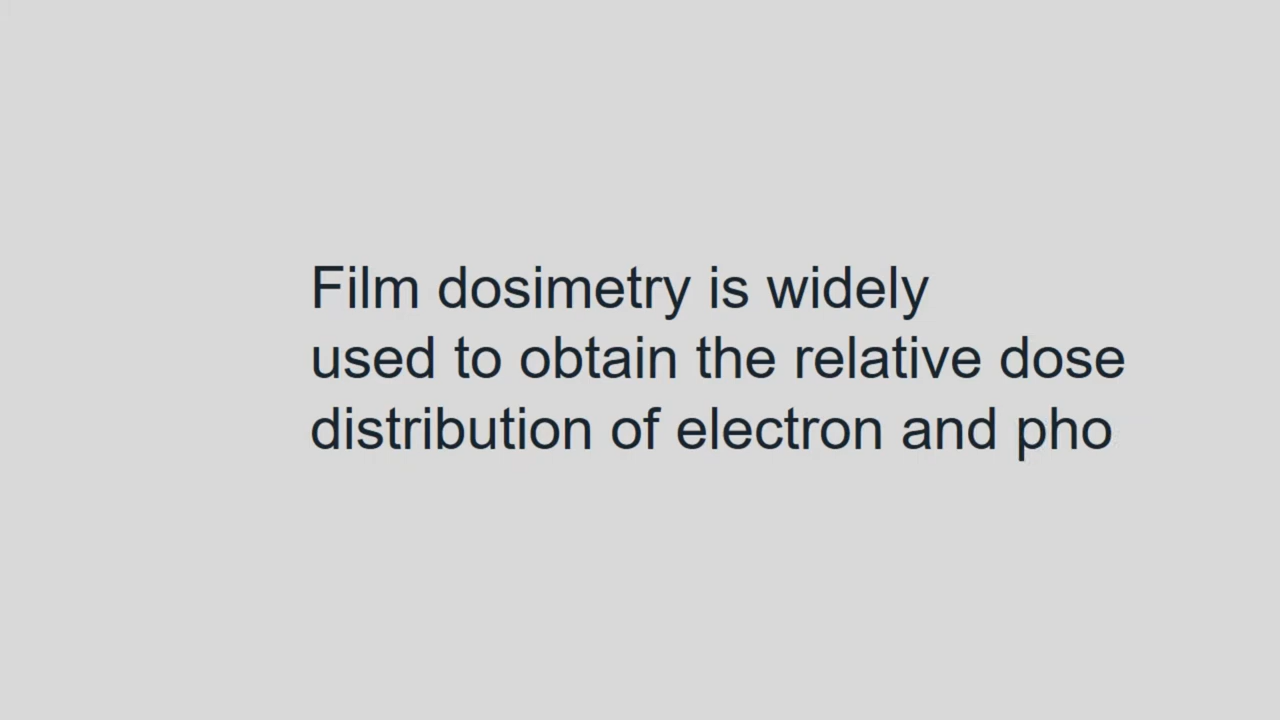 Film dosimetry is widely
used to obtain the relative dose
distribution of electron and pho